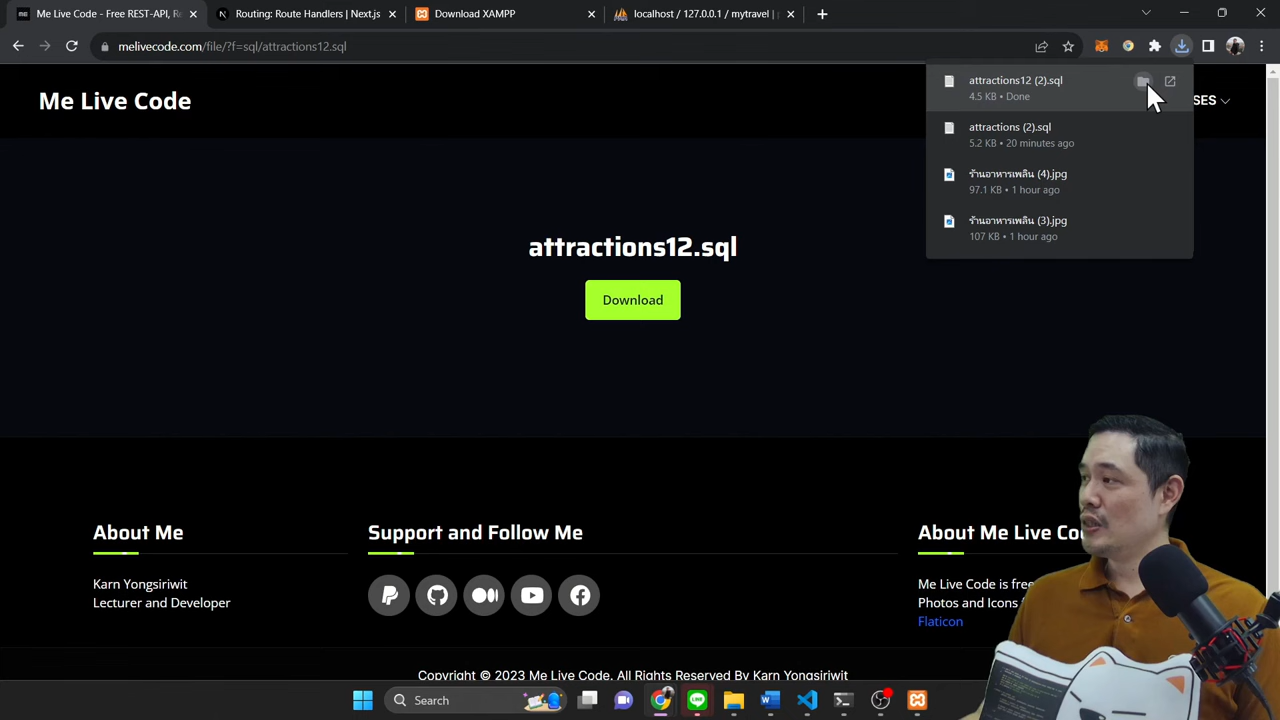 Me Live Code - Free REST-API, Re
Routing: Route Handlers | Next.js
Download XAMPP
localhost / 127.0.0.1 / mytravel |
melivecode.com/file/?f=sql/attractions12.sql
Me Live Code
SES
attractions12 (2).sql
4.5 KB • Done
attractions (2).sql
5.2 KB • 20 minutes ago
ร้านอาหารเพลิน (4).jpg
97.1 KB • 1 hour ago
ร้านอาหารเพลิน (3).jpg
107 KB • 1 hour ago
attractions12.sql
Download
About Me
Karn Yongsiriwit
Lecturer and Developer
Support and Follow Me
About Me Live Co
Me Live Code is free
Photos and Icons
Flaticon
Copyright © 2023 Me Live Code. All Rights Reserved By Karn Yongsiriwit
Search